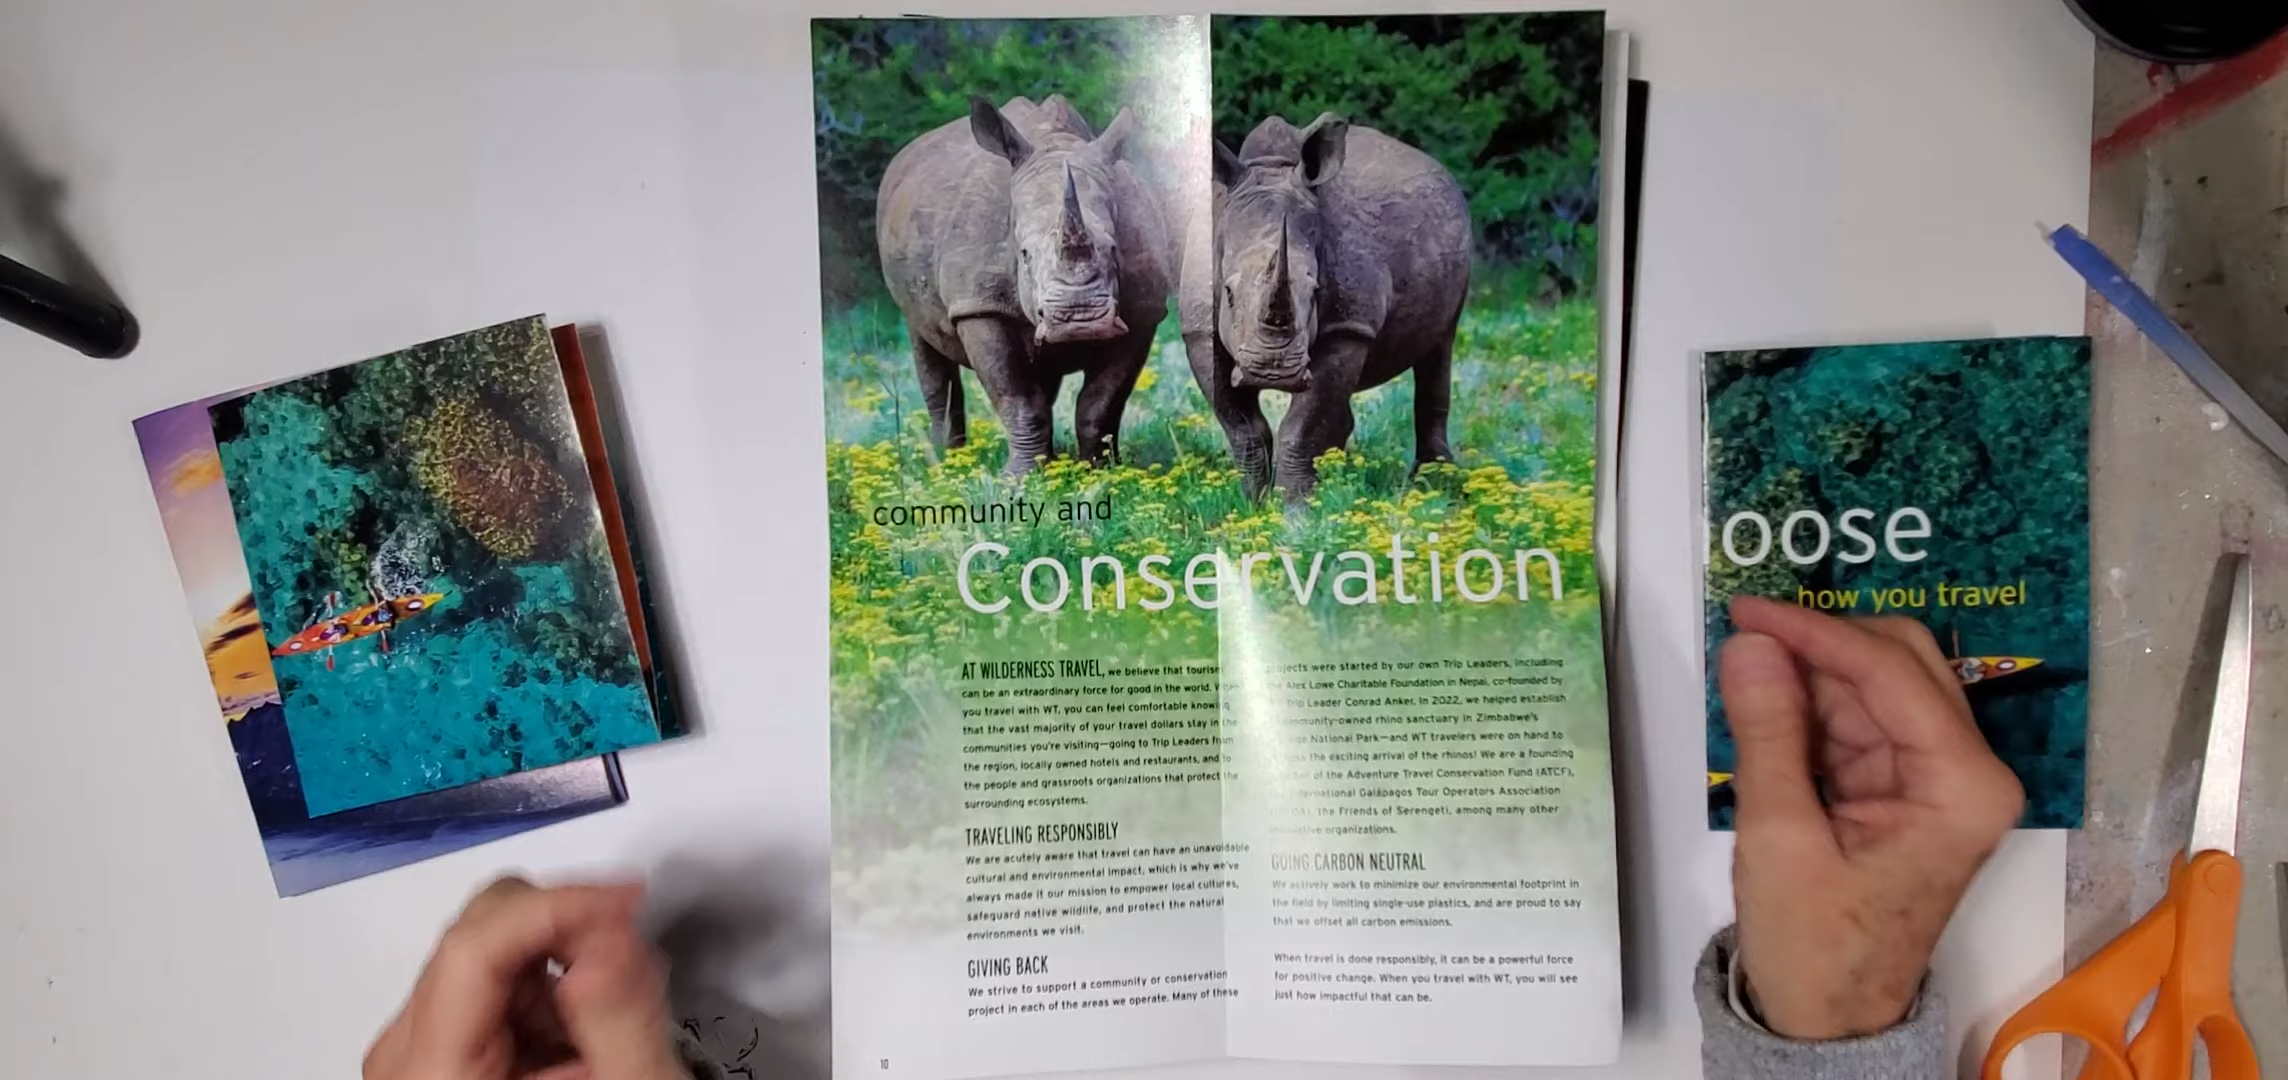 community and
Conservation
AT WILDERNESS TRAVEL, we believe that tourism
can be an extraordinary force for good in the world. When
you travel with WT, you can feel comfortable knowing
that the vast majority of your travel dollars stay in the
communities you're visiting—going to Trip Leaders from
the region, locally owned hotels and restaurants, and to
the people and grassroots organizations that protect the
surrounding ecosystems.
TRAVELING RESPONSIBLY
We are acutely aware that travel can have an unavoidable
cultural and environmental impact, which is why we've
always made it our mission to empower local cultures,
safeguard native wildlife, and protect the natural
environments we visit.
GIVING BACK
We strive to support a community or conservation
project in each of the areas we operate. Many of these
10
projects were started by our own Trip Leaders, including
the Alex Lowe Charitable Foundation in Nepal, co-founded by
Trip Leader Conrad Anker. In 2022, we helped establish
community-owned rhino sanctuary in Zimbabwe's
National Park—and WT travelers were on hand to
the exciting arrival of the rhinos! We are a founding
of the Adventure Travel Conservation Fund (ATCF),
International Galápagos Tour Operators Association
the Friends of Serengeti, among many other
organizations.
GOING CARBON NEUTRAL
We actively work to minimize our environmental footprint in
the field by limiting single-use plastics, and are proud to say
that we offset all carbon emissions.
When travel is done responsibly, it can be a powerful force
for positive change. When you travel with WT, you will see
just how impactful that can be.
oose
how you travel